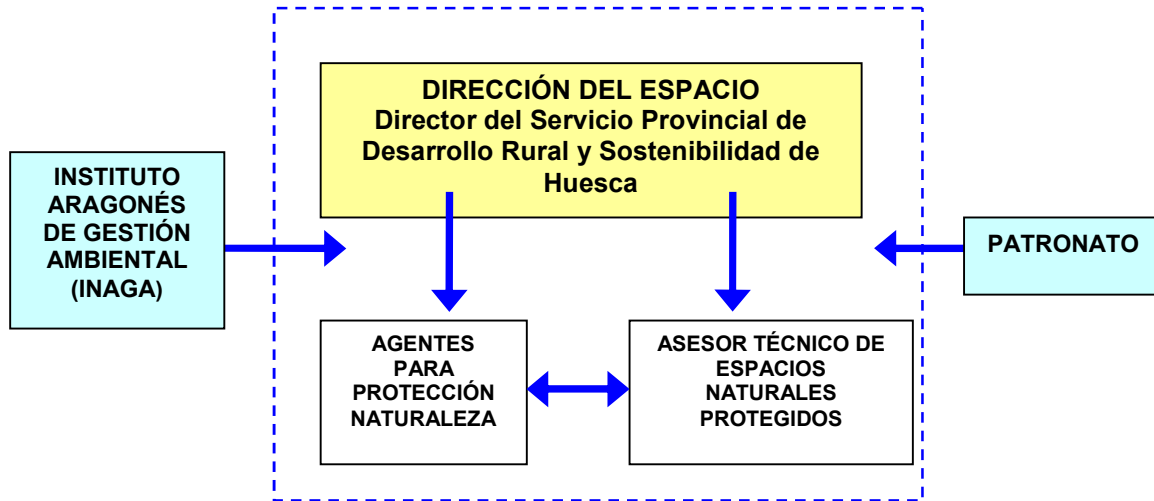 DIRECCIÓN DEL ESPACIO
Director del Servicio Provincial de
Desarrollo Rural y Sostenibilidad de
Huesca
INSTITUTO
ARAGONÉS
DE GESTIÓN
AMBIENTAL
(INAGA)
PATRONATO
AGENTES
PARA
PROTECCIÓN
NATURALEZA
ASESOR TÉCNICO DE
ESPACIOS
NATURALES
PROTEGIDOS